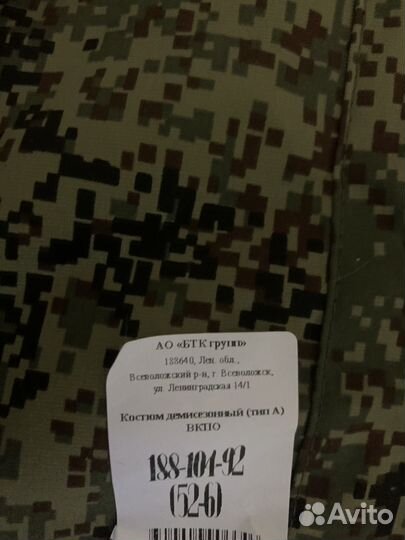 АО «БТК групп»
188640, Лен. обл.,
Всеволожский р-н, г. Всеволожск,
ул. Ленинградская 14/1
Костюм демисезонный (тип А)
ВКПО
188-104-92
(52-6)
Avito